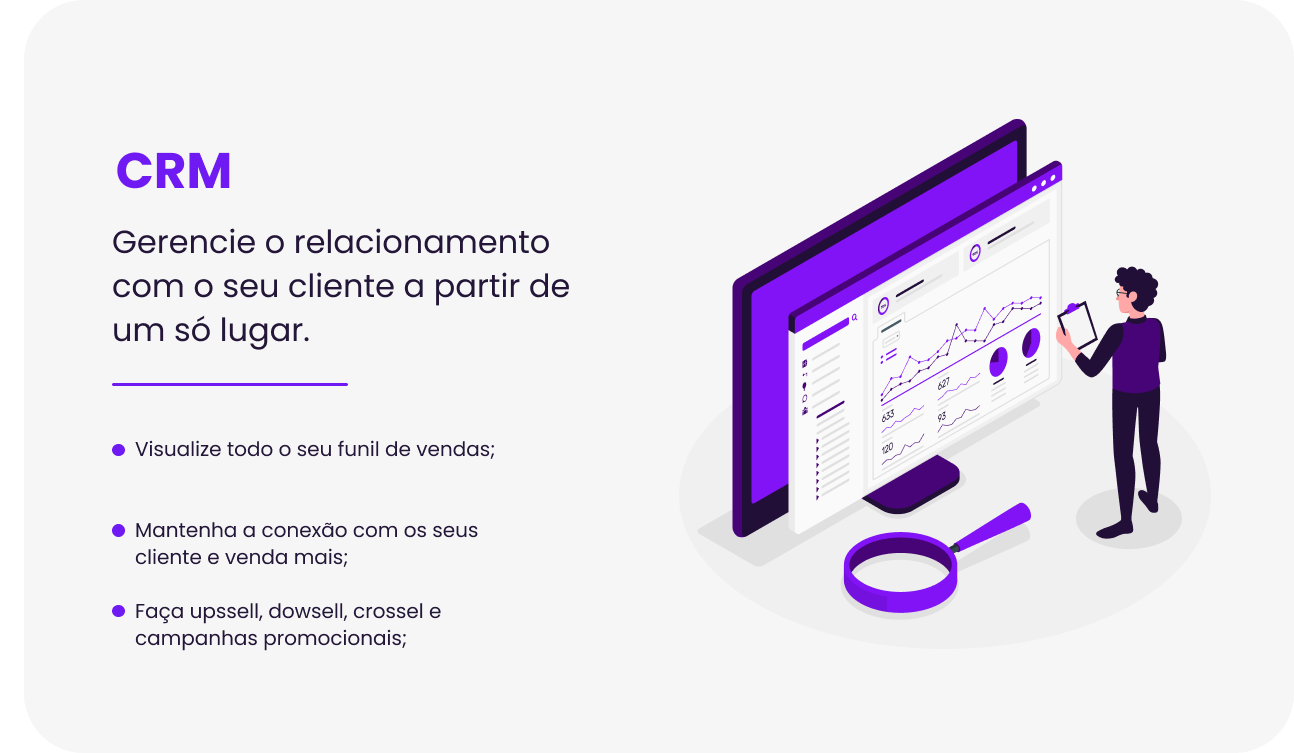 CRM
Gerencie o relacionamento
com o seu cliente a partir de
um só lugar.
Visualize todo o seu funil de vendas;
Mantenha a conexão com os seus
cliente e venda mais;
Faça upssell, dowsell, crossel e
campanhas promocionais;
633
627
120
93